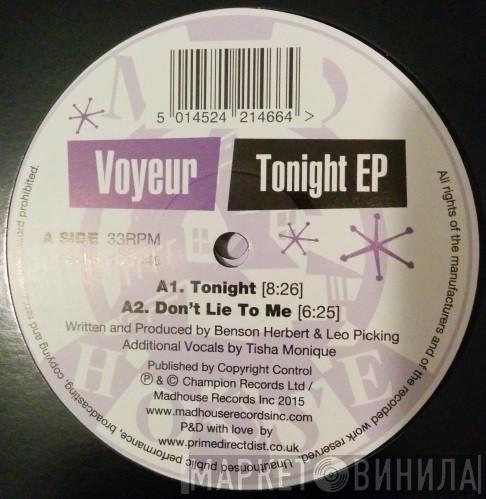 5 014524 214664 >
Voyeur
Tonight EP
A SIDE 33RPM
A1. Tonight [8:26]
A2. Don't Lie To Me [6:25]
Written and Produced by Benson Herbert & Leo Picking
Additional Vocals by Tisha Monique
Published by Copyright Control
℗ & © Champion Records Ltd /
Madhouse Records Inc 2015
www.madhouserecordsinc.com
P&D with love by
www.primedirectdist.co.uk
All rights of the manufacturers and of the recorded work reserved. Unauthorised public performance, broadcasting, copying and
prohibited.
HOUSE
МАРКЕТ ВИНИЛА